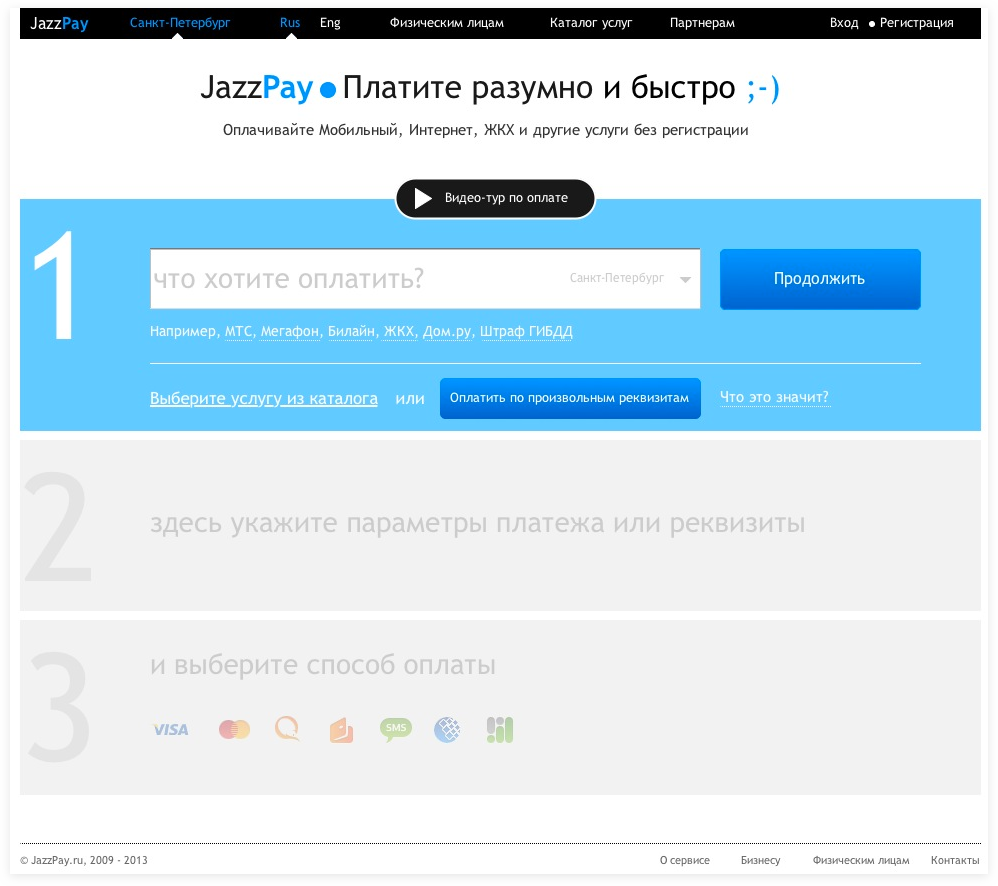 JazzPay Санкт-Петербург Rus Eng Физическим лицам Каталог услуг Партнерам Вход Регистрация
JazzPay Платите разумно и быстро ;-)
Оплачивайте Мобильный, Интернет, ЖКХ и другие услуги без регистрации
Видео-тур по оплате
1
что хотите оплатить? Санкт-Петербург Продолжить
Например, МТС, Мегафон, Билайн, ЖКХ, Дом.ру, Штраф ГИБДД
Выберите услугу из каталога или Оплатить по произвольным реквизитам Что это значит?
2
здесь укажите параметры платежа или реквизиты
3
и выберите способ оплаты
VISA SMS
© JazzPay.ru, 2009 - 2013 О сервисе Бизнесу Физическим лицам Контакты